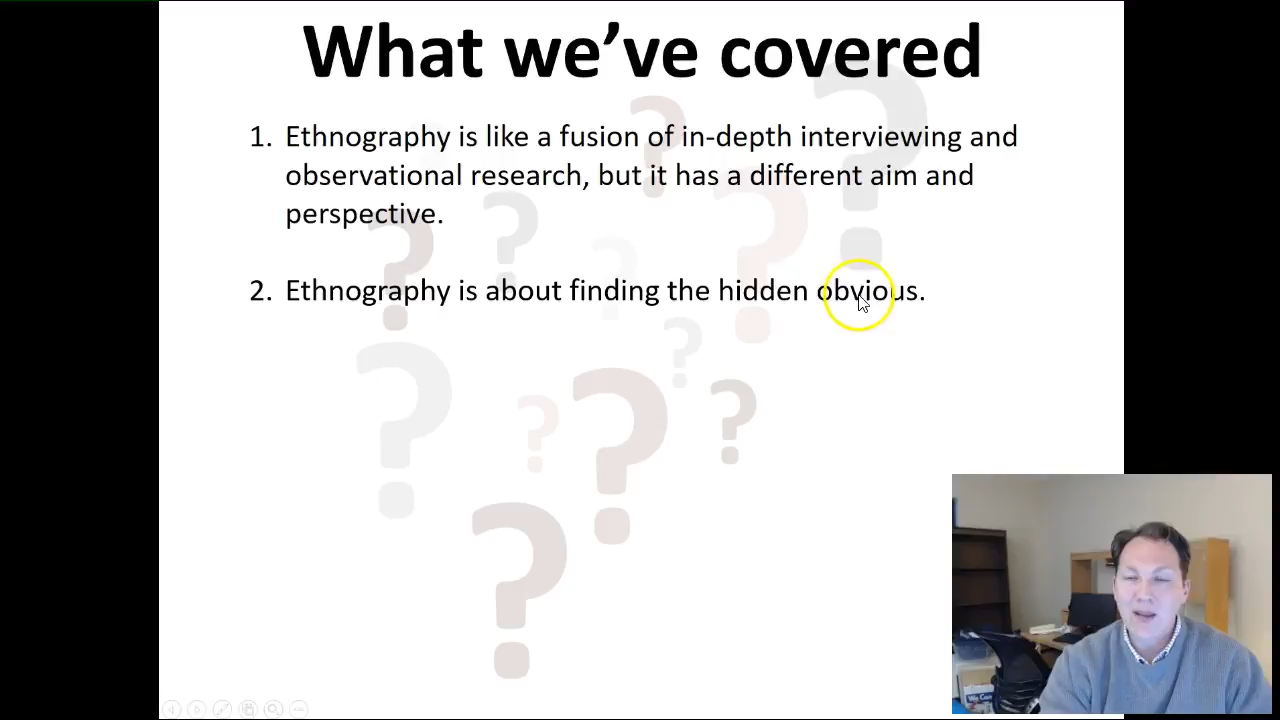 What we’ve covered
1. Ethnography is like a fusion of in-depth interviewing and
observational research, but it has a different aim and
perspective.
2. Ethnography is about finding the hidden obvious.